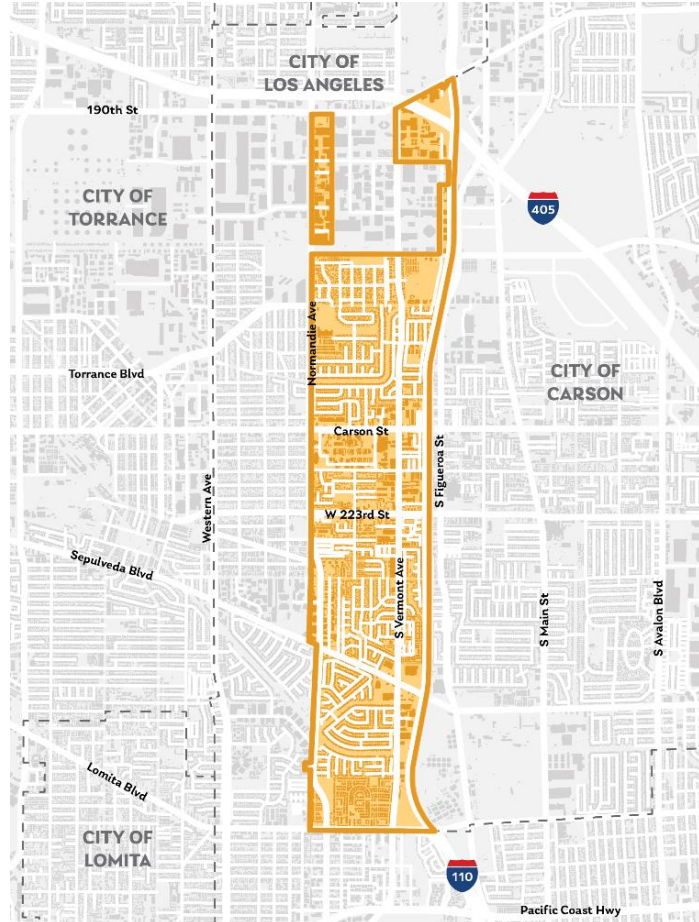 CITY OF
LOS ANGELES
190th St
CITY OF
TORRANCE
405
Normandie Ave
Torrance Blvd
CITY OF
CARSON
Carson St
S Figueroa St
W 223rd St
Western Ave
Sepulveda Blvd
S Vermont Ave
S Main St
S Avalon Blvd
Lomita Blvd
CITY OF
LOMITA
110
Pacific Coast Hwy